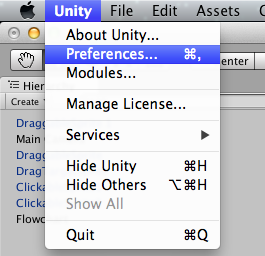 Unity File Edit Assets
About Unity...
Preferences... ⌘,
Modules...
Manage License...
Services
Hide Unity ⌘H
Hide Others ⌥⌘H
Show All
Quit ⌘Q
enter
Hier
Create
Dragg
Main
Dragg
Drag
Clicka
Clicka
Flowc